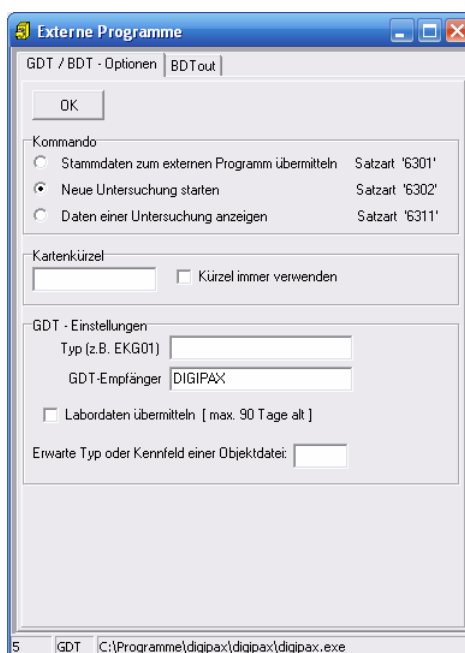 Externe Programme
GDT / BDT - Optionen BDTout
OK
Kommando
Stammdaten zum externen Programm übermitteln Satzart '6301'
Neue Untersuchung starten Satzart '6302'
Daten einer Untersuchung anzeigen Satzart '6311'
Kartenkürzel
Kürzel immer verwenden
GDT - Einstellungen
Typ (z.B. EKG01)
GDT-Empfänger DIGIPAX
Labordaten übermitteln [ max. 90 Tage alt ]
Erwarte Typ oder Kennfeld einer Objektdatei:
5 GDT C:\Programme\digipax\digipax\digipax.exe